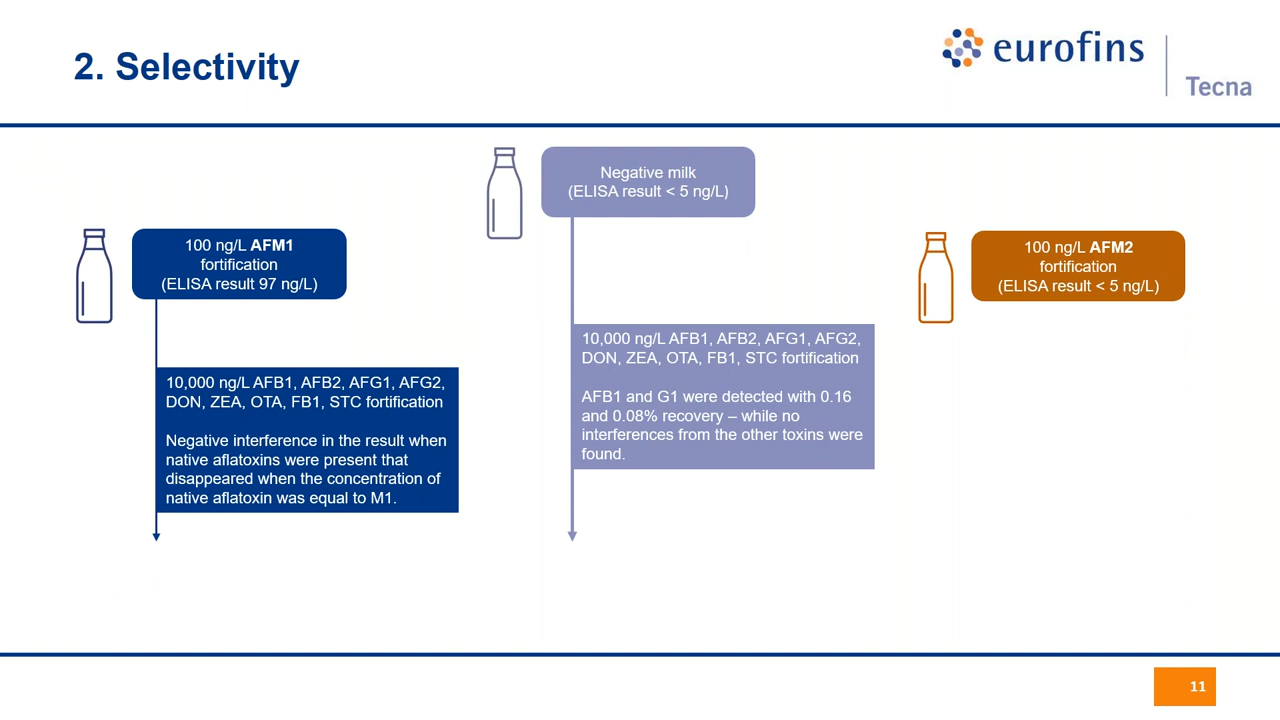 2. Selectivity
eurofins
Tecna
Negative milk
(ELISA result < 5 ng/L)
100 ng/L AFM1
fortification
(ELISA result 97 ng/L)
100 ng/L AFM2
fortification
(ELISA result < 5 ng/L)
10,000 ng/L AFB1, AFB2, AFG1, AFG2,
DON, ZEA, OTA, FB1, STC fortification
Negative interference in the result when
native aflatoxins were present that
disappeared when the concentration of
native aflatoxin was equal to M1.
10,000 ng/L AFB1, AFB2, AFG1, AFG2,
DON, ZEA, OTA, FB1, STC fortification
AFB1 and G1 were detected with 0.16
and 0.08% recovery – while no
interferences from the other toxins were
found.
11